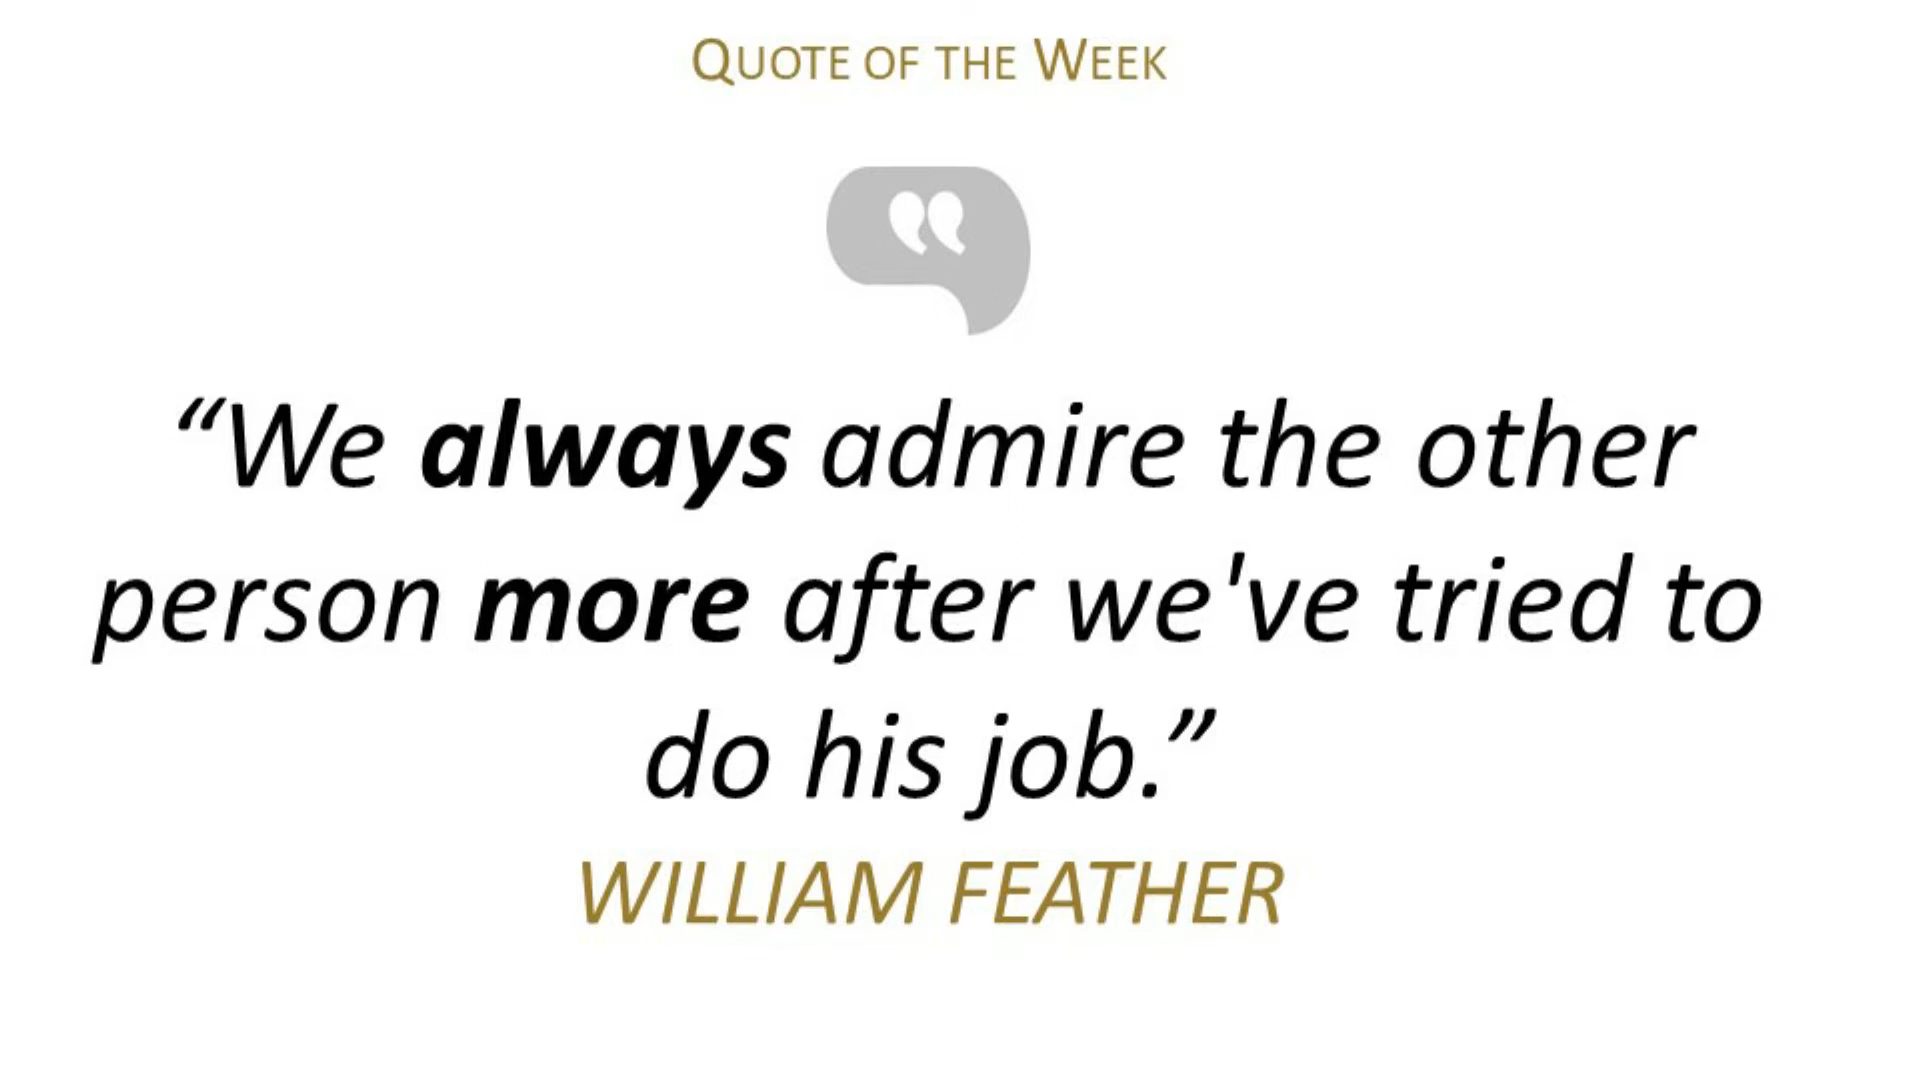 QUOTE OF THE WEEK
“We always admire the other
person more after we've tried to
do his job.”
WILLIAM FEATHER